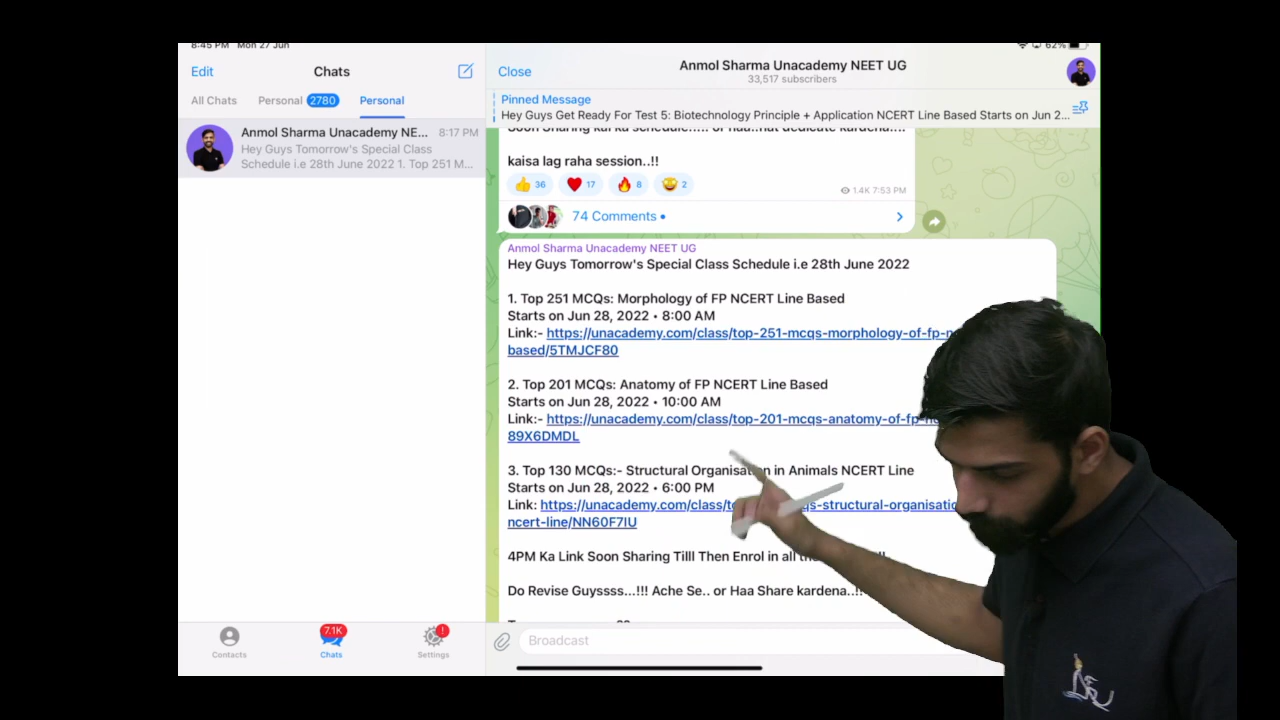 8:45 PM Mon 27 Jun
62%
Edit
Chats
All Chats
Personal 2780
Personal
Anmol Sharma Unacademy NE... 8:17 PM
Hey Guys Tomorrow's Special Class
Schedule i.e 28th June 2022 1. Top 251 M...
7.1K
!
Contacts
Chats
Settings
Close
Anmol Sharma Unacademy NEET UG
33,517 subscribers
Pinned Message
Hey Guys Get Ready For Test 5: Biotechnology Principle + Application NCERT Line Based Starts on Jun 2...
kaisa lag raha session..!!
36 17 8 2
1.4K 7:53 PM
74 Comments
Anmol Sharma Unacademy NEET UG
Hey Guys Tomorrow's Special Class Schedule i.e 28th June 2022
1. Top 251 MCQs: Morphology of FP NCERT Line Based
Starts on Jun 28, 2022 • 8:00 AM
Link:- https://unacademy.com/class/top-251-mcqs-morphology-of-fp-
based/5TMJCF80
2. Top 201 MCQs: Anatomy of FP NCERT Line Based
Starts on Jun 28, 2022 • 10:00 AM
Link:- https://unacademy.com/class/top-201-mcqs-anatomy-of-fp-
89X6DMDL
3. Top 130 MCQs:- Structural Organisation in Animals NCERT Line
Starts on Jun 28, 2022 • 6:00 PM
Link: https://unacademy.com/class/
ncert-line/NN60F7IU
4PM Ka Link Soon Sharing Tilll Then Enrol in all
Do Revise Guyssss...!!! Ache Se.. or Haa Share kardena..!!
Broadcast